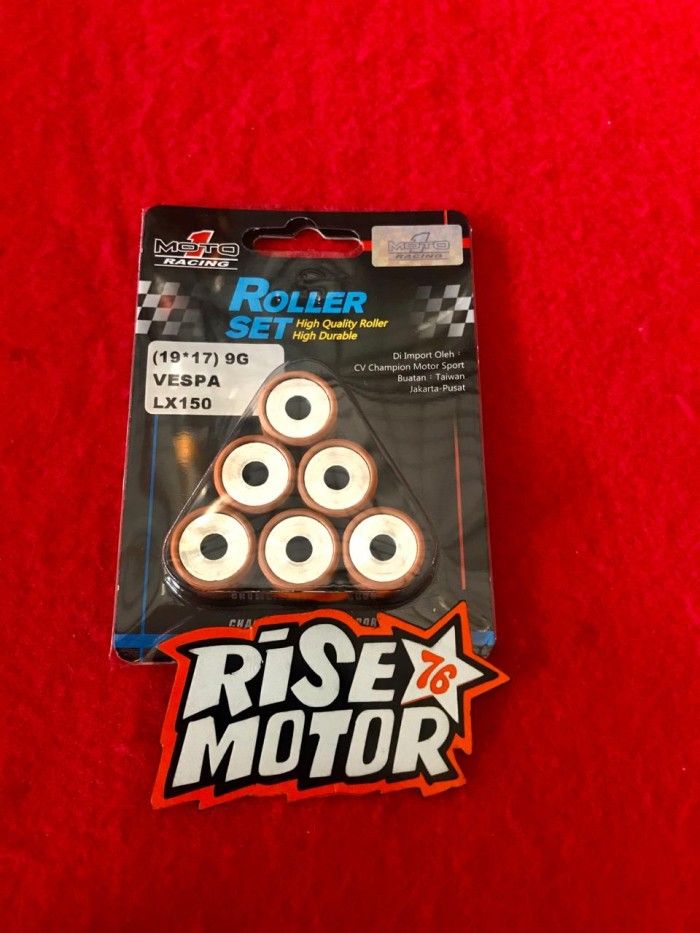 MOTO 1
RACING
MOTO 1
RACING
ROLLER
SET High Quality Roller
High Durable
(19*17) 9G
VESPA
LX150
Di Import Oleh :
CV Champion Motor Sport
Buatan : Taiwan
Jakarta-Pusat
RiSE 76
MOTOR